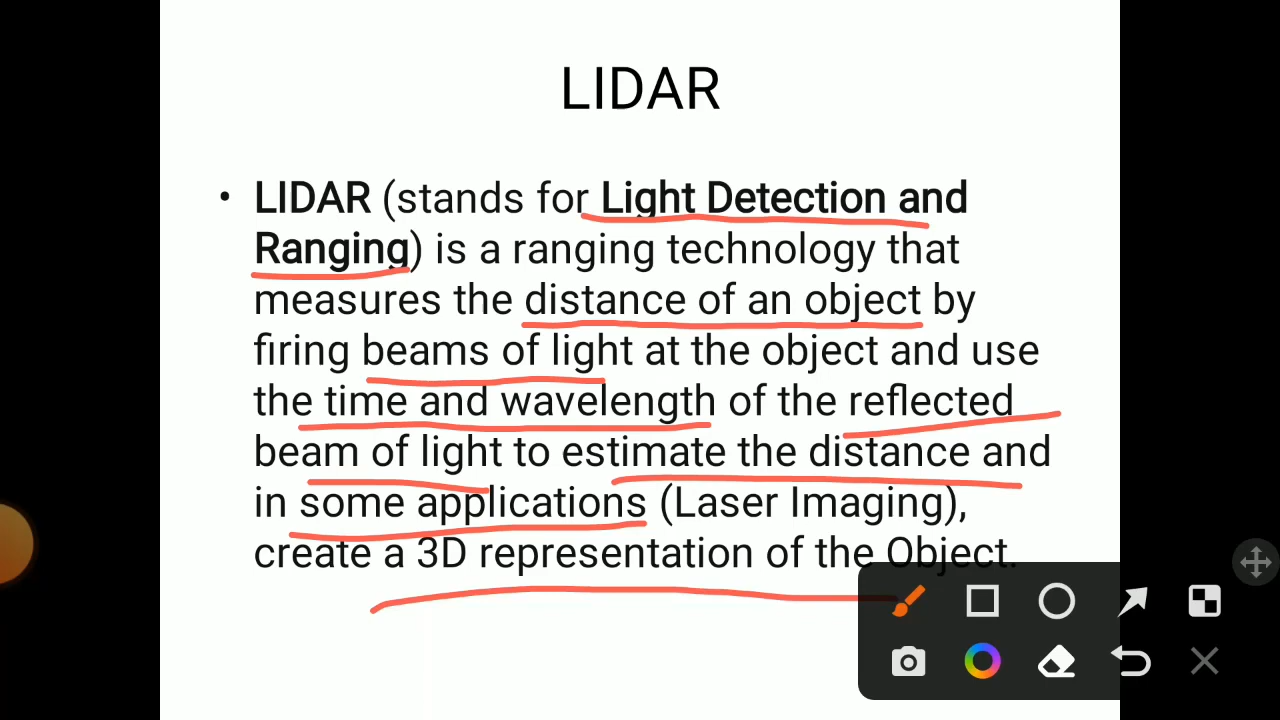 LIDAR
• LIDAR (stands for Light Detection and
Ranging) is a ranging technology that
measures the distance of an object by
firing beams of light at the object and use
the time and wavelength of the reflected
beam of light to estimate the distance and
in some applications (Laser Imaging),
create a 3D representation of the Object.